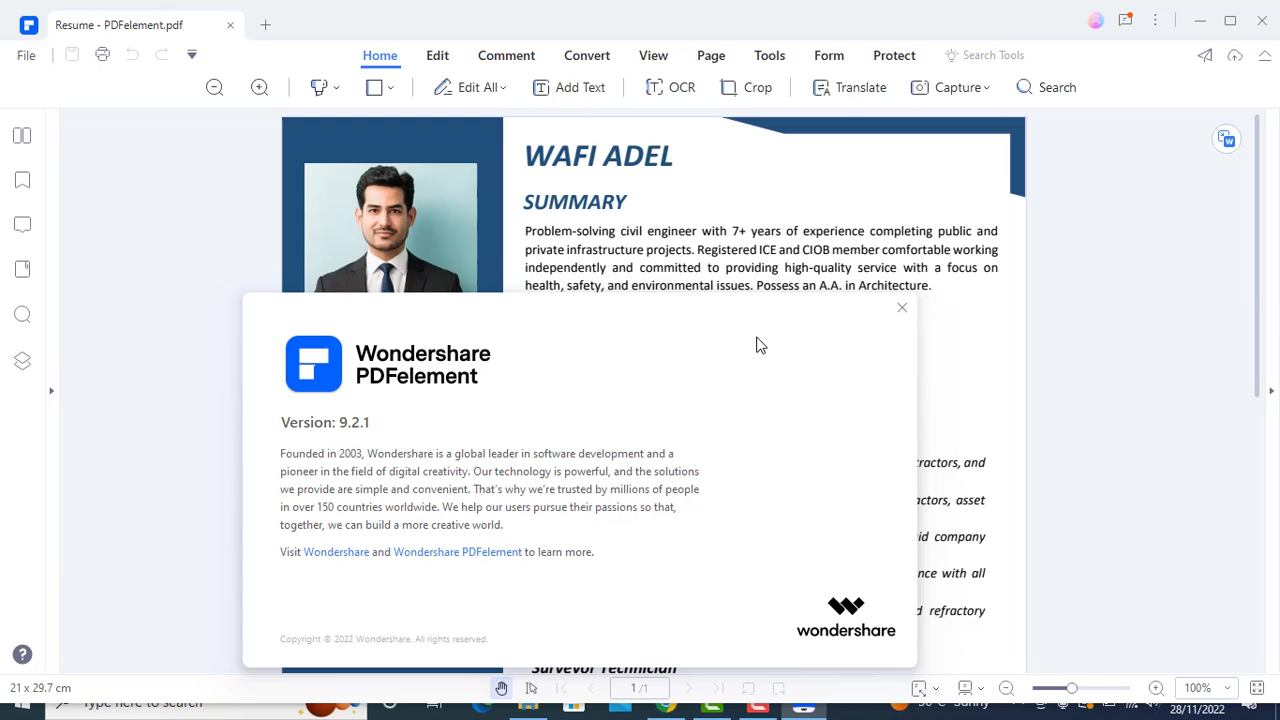 Resume - PDFelement.pdf
File Home Edit Comment Convert View Page Tools Form Protect Search Tools
Edit All Add Text OCR Crop Translate Capture Search
WAFI ADEL
SUMMARY
Problem-solving civil engineer with 7+ years of experience completing public and
private infrastructure projects. Registered ICE and CIOB member comfortable working
independently and committed to providing high-quality service with a focus on
health, safety, and environmental issues. Possess an A.A. in Architecture.
Wondershare
PDFelement
Version: 9.2.1
Founded in 2003, Wondershare is a global leader in software development and a
pioneer in the field of digital creativity. Our technology is powerful, and the solutions
we provide are simple and convenient. That's why we're trusted by millions of people
in over 150 countries worldwide. We help our users pursue their passions so that,
together, we can build a more creative world.
Visit Wondershare and Wondershare PDFelement to learn more.
wondershare
Copyright © 2022 Wondershare. All rights reserved.
and
asset
company
with all
refractory
Surveyor Technician
21 x 29.7 cm 1 /1 100%
Type here to search Sunny 28/11/2022